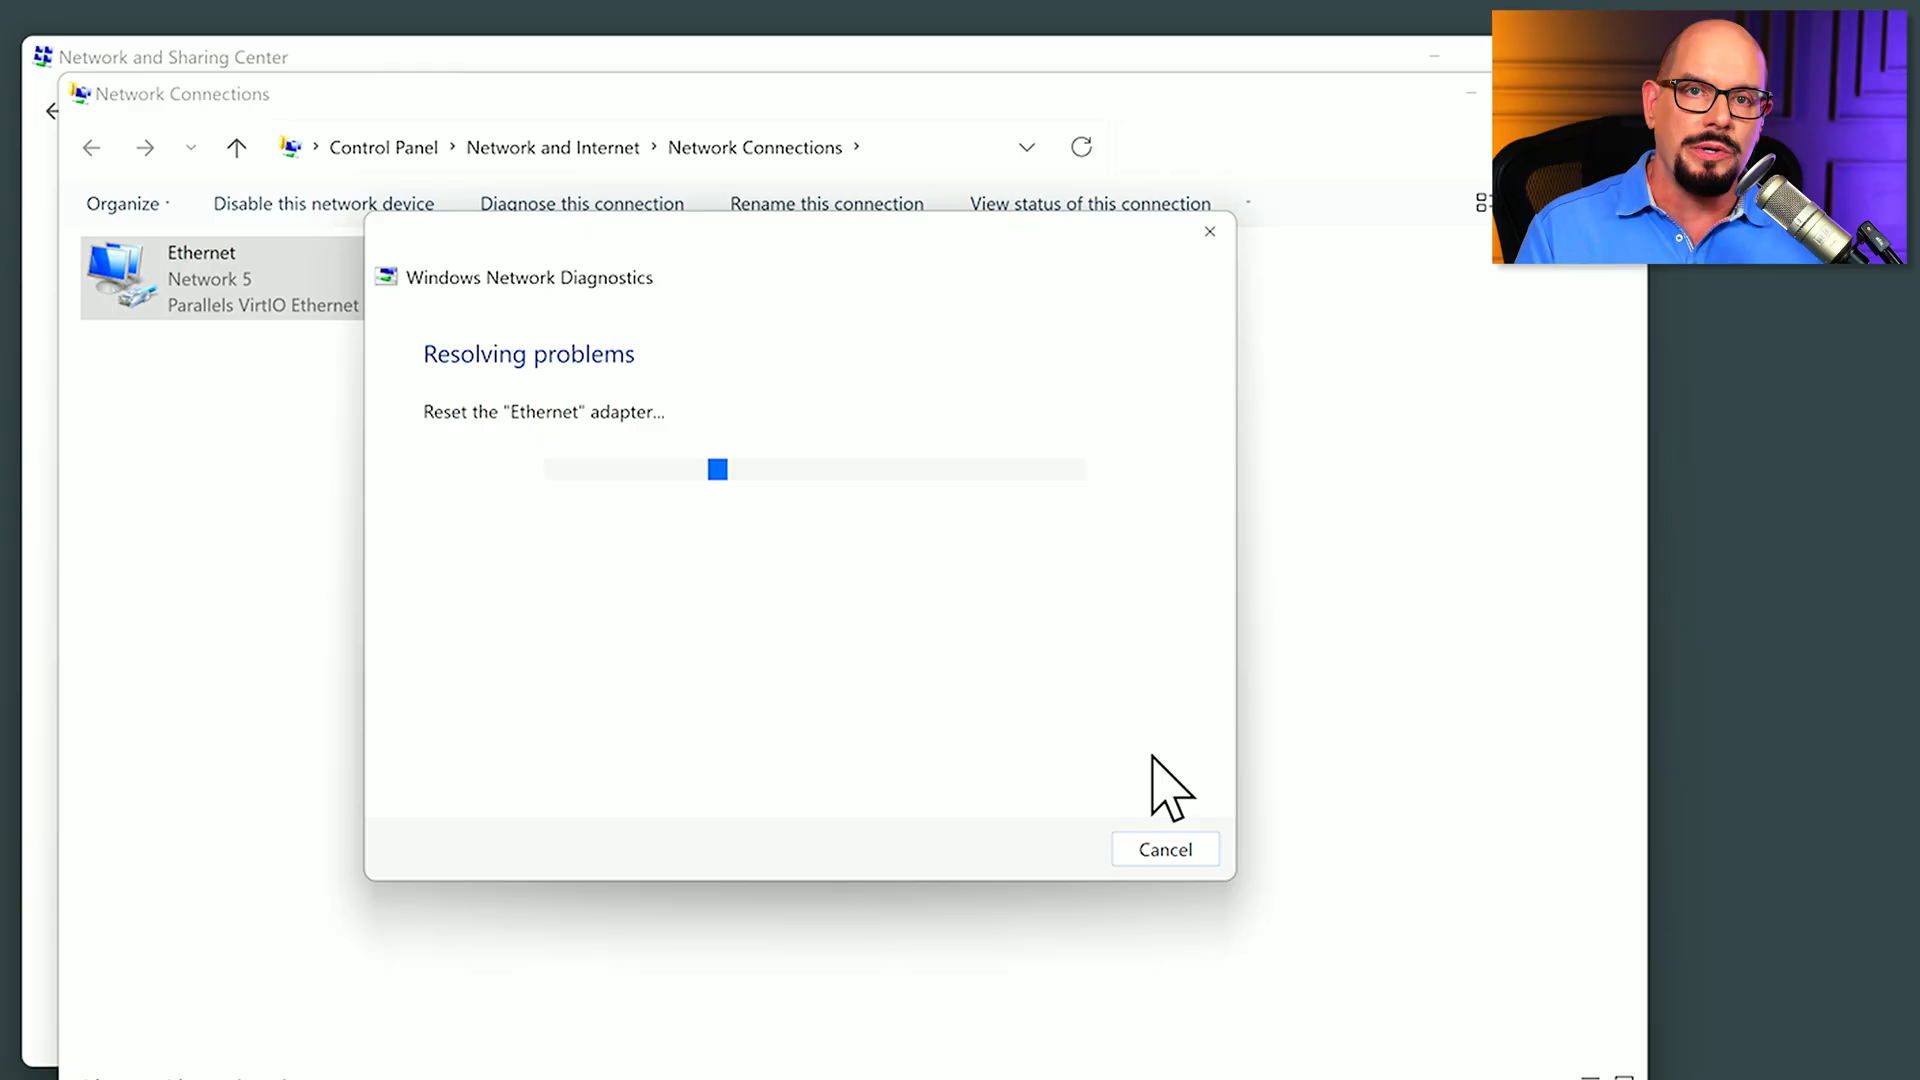 Network and Sharing Center
Network Connections
Control Panel > Network and Internet > Network Connections >
Organize
Disable this network device
Diagnose this connection
Rename this connection
View status of this connection
Ethernet
Network 5
Parallels VirtIO Ethernet
Windows Network Diagnostics
Resolving problems
Reset the "Ethernet" adapter...
Cancel